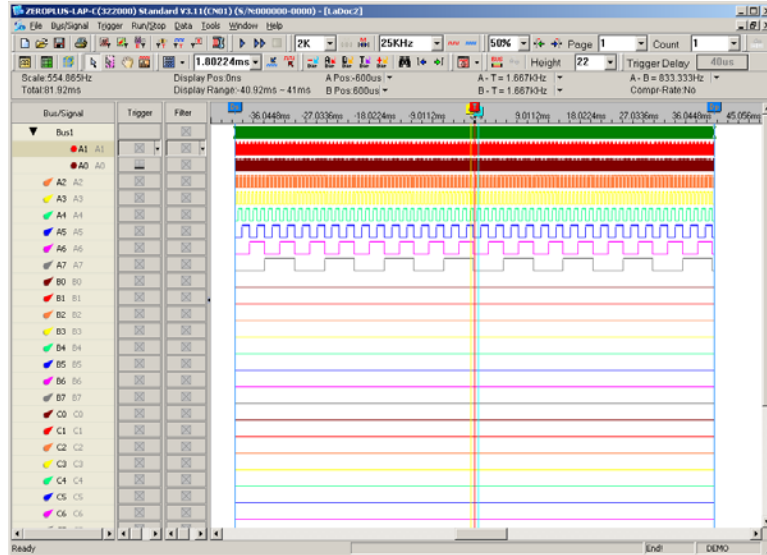 ZEROPLUS-LAP-C(322000) Standard V3.11(CN01) (S/N:000000-0000) - [LaDoc2]
File Bus/Signal Trigger Run/Stop Data Tools Window Help
2K 25KHz 50% Page 1 Count 1
1.80224ms Height 22 Trigger Delay 40us
Scale:554.865Hz Display Pos:0ns A Pos:-600us A - T = 1.667KHz A - B = 833.333Hz
Total:81.92ms Display Range:-40.92ms ~ 41ms B Pos:600us B - T = 1.667KHz Compr-Rate:No
Bus/Signal Trigger Filter -36.0448ms -27.0336ms -18.0224ms -9.0112ms 9.0112ms 18.0224ms 27.0336ms 36.0448ms 45.056ms
Bus1
A1 A1
A0 A0
A2 A2
A3 A3
A4 A4
A5 A5
A6 A6
A7 A7
B0 B0
B1 B1
B2 B2
B3 B3
B4 B4
B5 B5
B6 B6
B7 B7
C0 C0
C1 C1
C2 C2
C3 C3
C4 C4
C5 C5
C6 C6
Ready End! DEMO